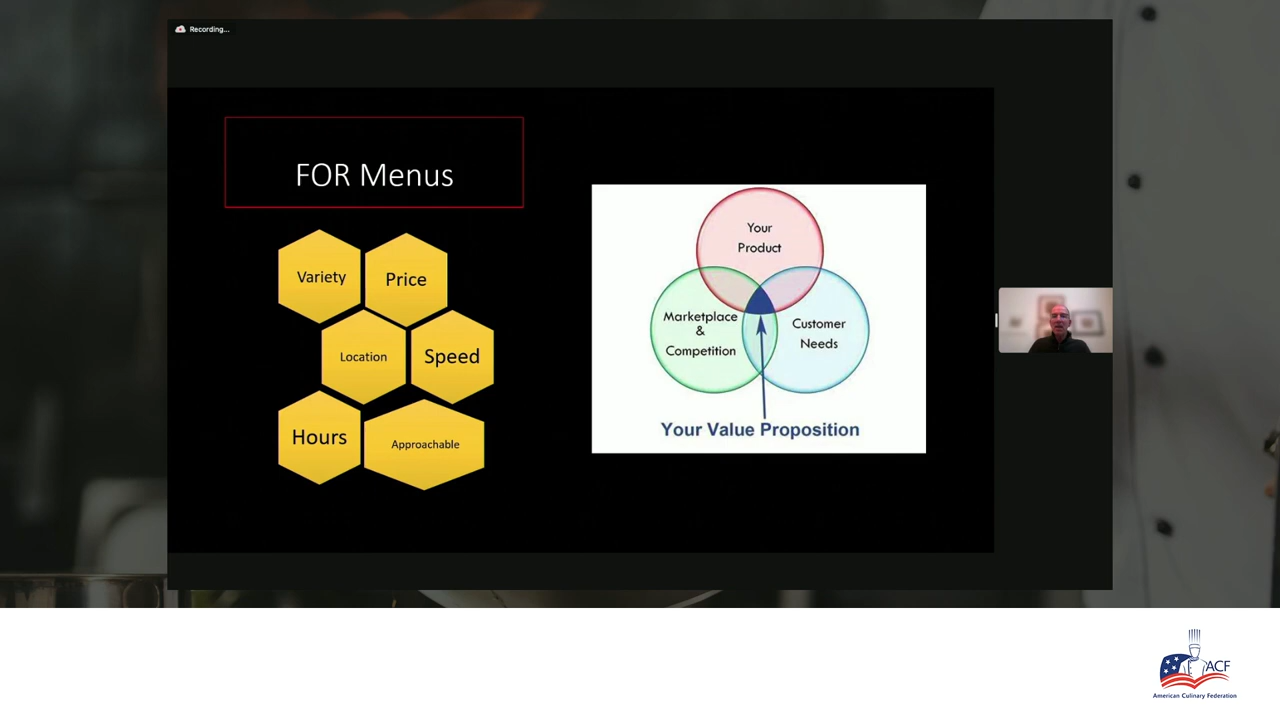 Recording...
FOR Menus
Variety
Price
Location
Speed
Hours
Approachable
Your
Product
Marketplace
&
Competition
Customer
Needs
Your Value Proposition
ACF
American Culinary Federation